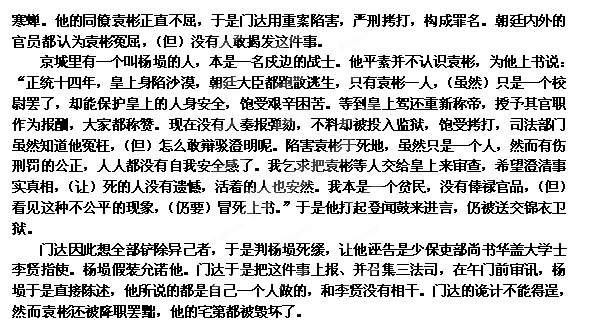 寒蝉。他的同僚袁彬正直不屈，于是门达用重案陷害，严刑拷打，构成罪名。朝廷内外的
官员都认为袁彬冤屈，（但）没有人敢揭发这件事。
京城里有一个叫杨埙的人，本是一名戍边的战士。他平素并不认识袁彬，为他上书说：
“正统十四年，皇上身陷沙漠，朝廷大臣都跑散逃生，只有袁彬一人，（虽然）只是一个校
尉罢了，却能保护皇上的人身安全，饱受艰辛困苦。等到皇上驾还重新称帝，授予其官职
作为报酬，大家都称赞。现在没有人奏报弹劾，不料却被投入监狱，饱受拷打，司法部门
虽然知道他冤枉，（但）怎么敢辩驳澄明呢。陷害袁彬于死地，虽然只是一个人，然而有伤
刑罚的公正，人人都没有自我安全感了。我乞求把袁彬等人交给皇上来审查，希望澄清事
实真相，（让）死的人没有遗憾，活着的人也安然。我本是一个贫民，没有俸禄官品，（但）
看见这种不公平的现象，（仍要）冒死上书。”于是他打起登闻鼓来进言，仍被送交锦衣卫
狱。
门达因此想全部铲除异己者，于是判杨埙死缓，让他诬告是少保吏部尚书华盖大学士
李贤指使。杨埙假装允诺他。门达于是把这件事上报、并召集三法司，在午门前审讯，杨
埙于是直接陈述，他所说的都是自己一个人做的，和李贤没有相干。门达的诡计不能得逞，
然而袁彬还被降职罢黜，他的宅第都被毁坏了。